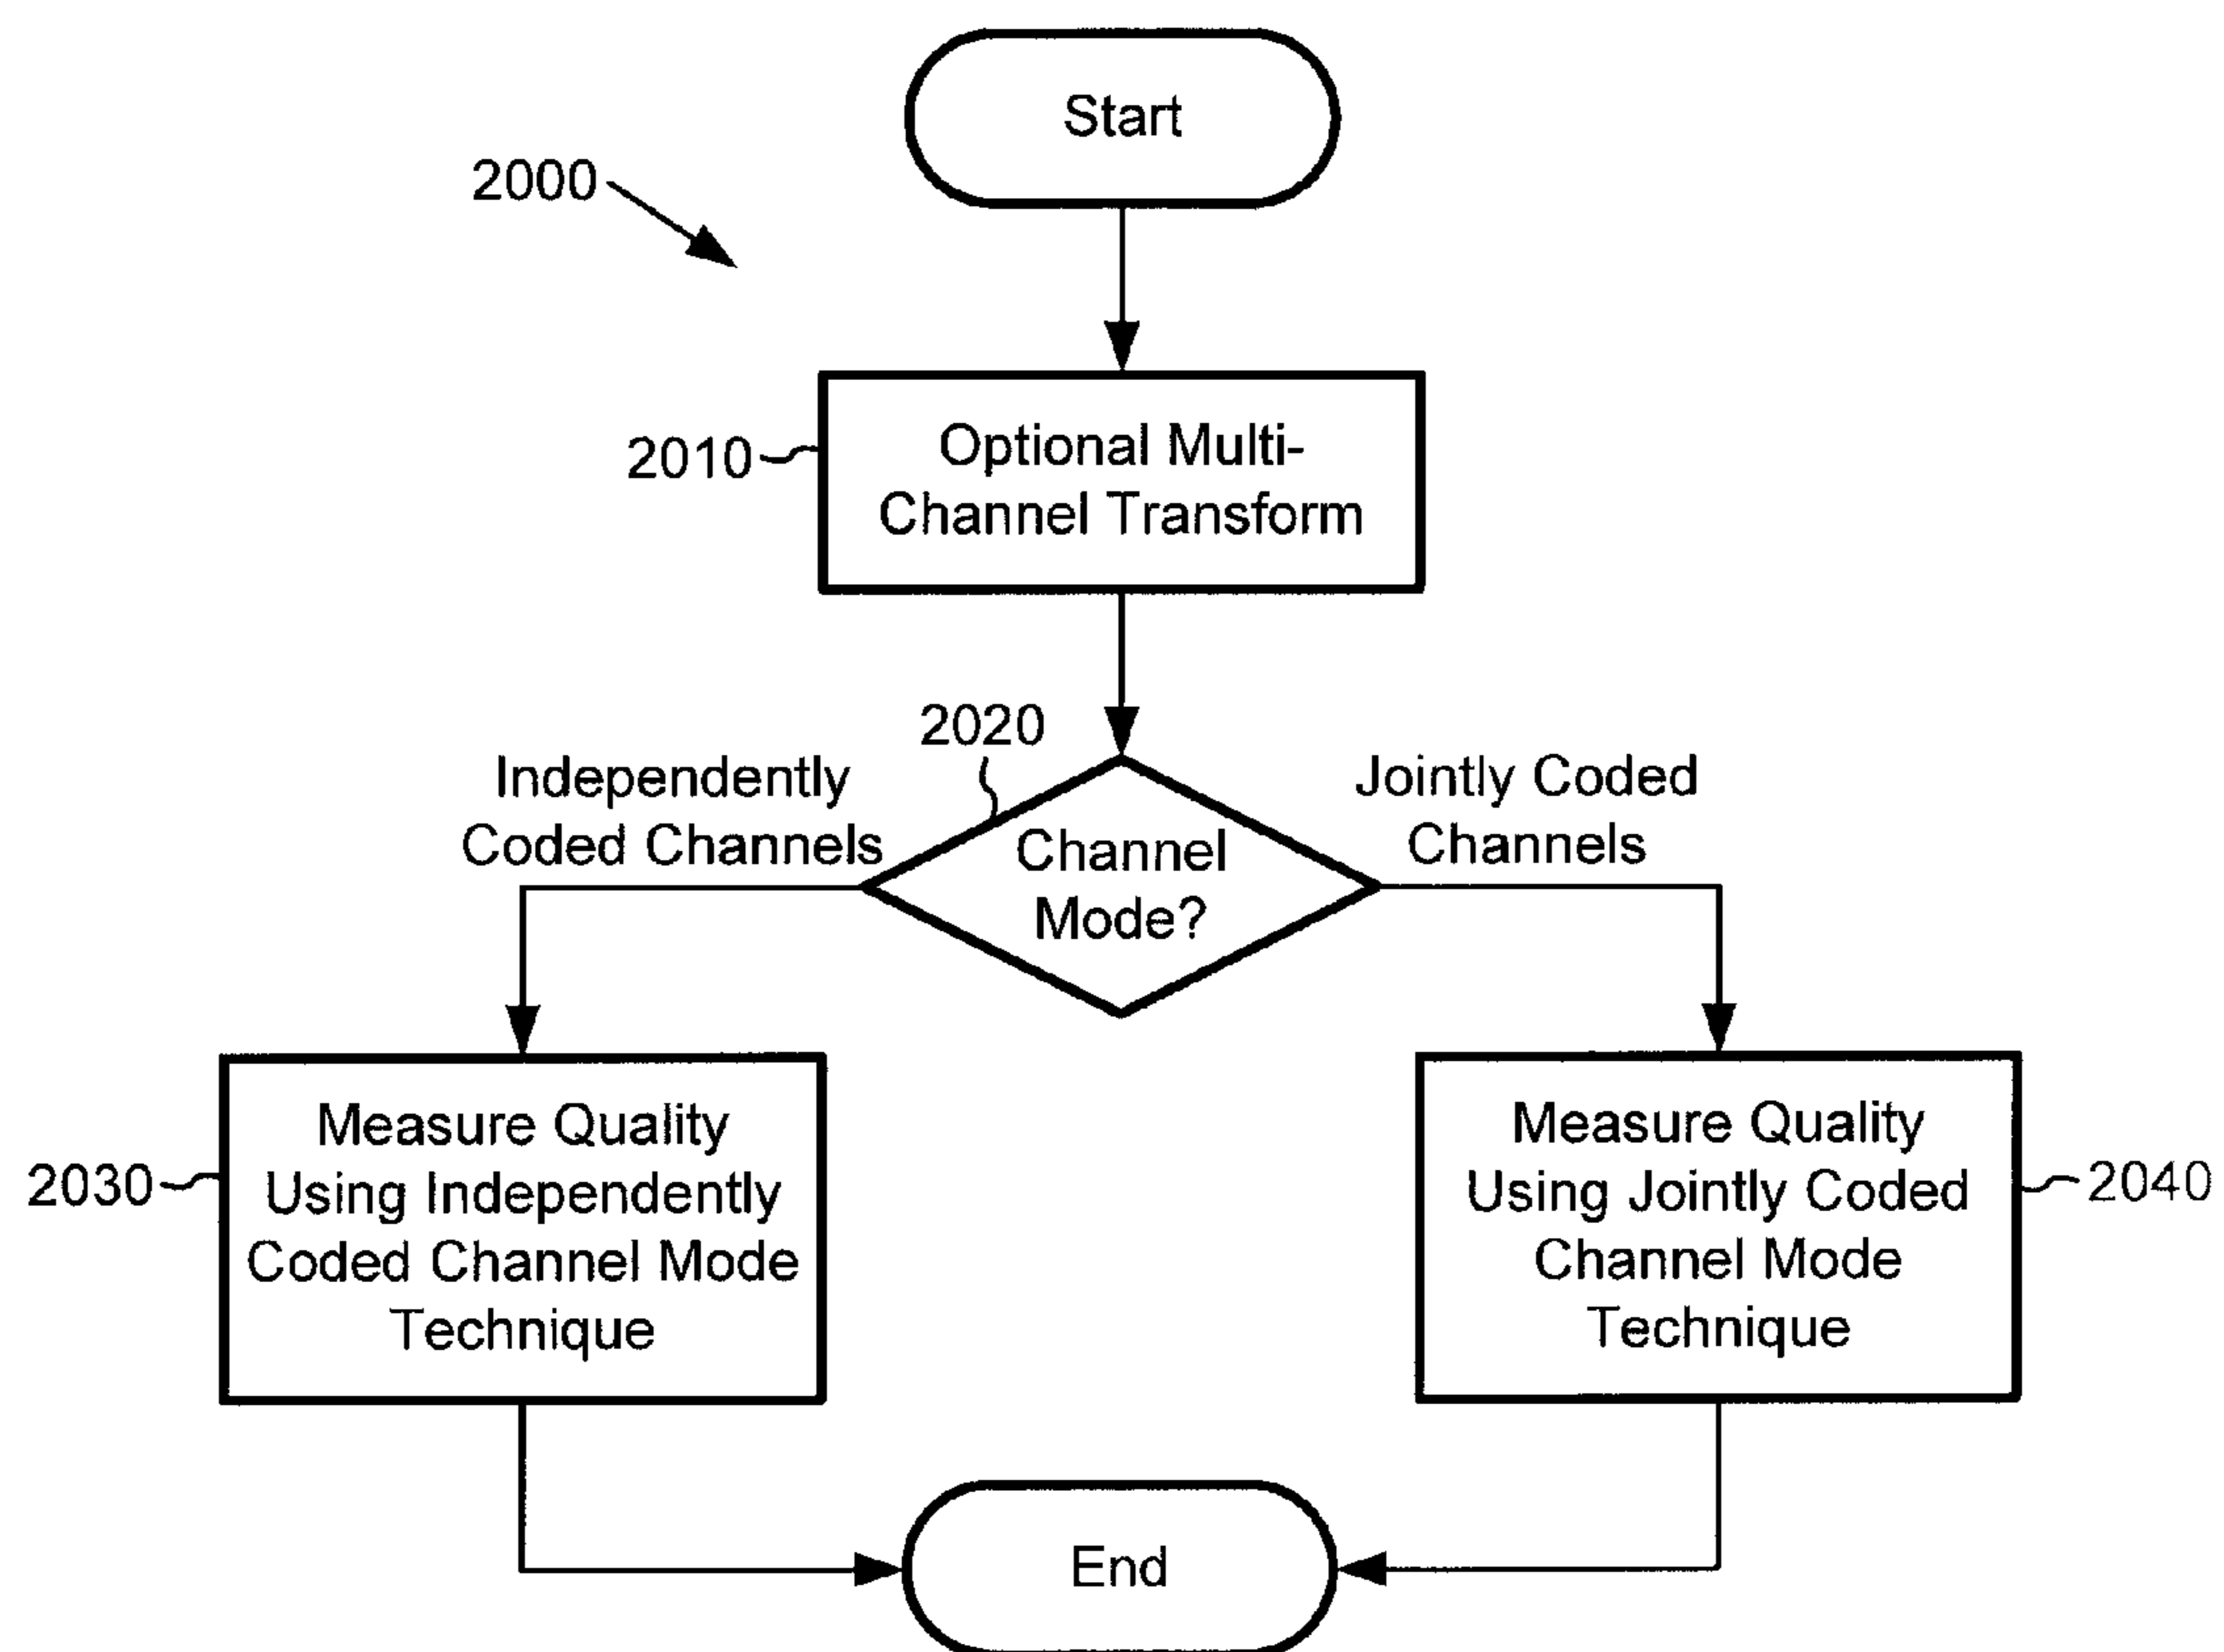 Start
2000
2010
Optional Multi-
Channel Transform
2020
Independently
Coded Channels
Channel
Mode?
Jointly Coded
Channels
2030
Measure Quality
Using Independently
Coded Channel Mode
Technique
Measure Quality
Using Jointly Coded
Channel Mode
Technique
2040
End